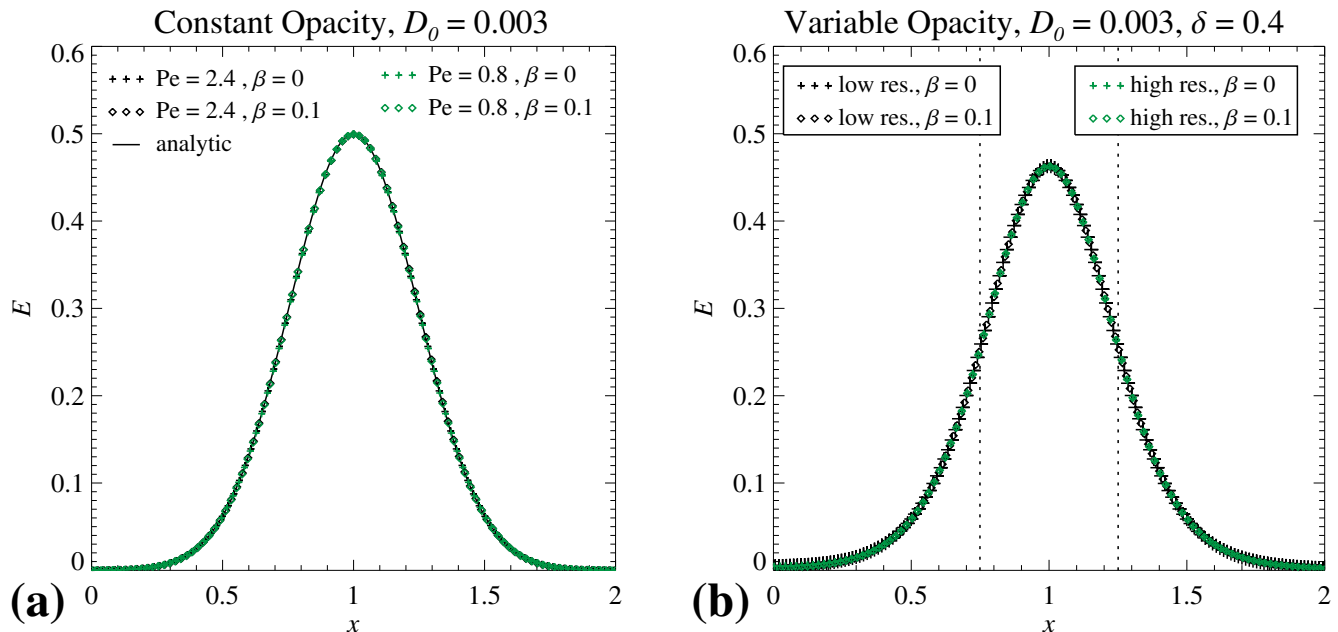 Constant Opacity, D₀ = 0.003
0.6
0.5
0.4
0.3
0.2
0.1
0
E
Pe = 2.4 , β = 0
Pe = 2.4 , β = 0.1
analytic
Pe = 0.8 , β = 0
Pe = 0.8 , β = 0.1
0 0.5 1 1.5 2
x
(a)
Variable Opacity, D₀ = 0.003, δ = 0.4
0.6
0.5
0.4
0.3
0.2
0.1
0
E
low res., β = 0
low res., β = 0.1
high res., β = 0
high res., β = 0.1
0 0.5 1 1.5 2
x
(b)